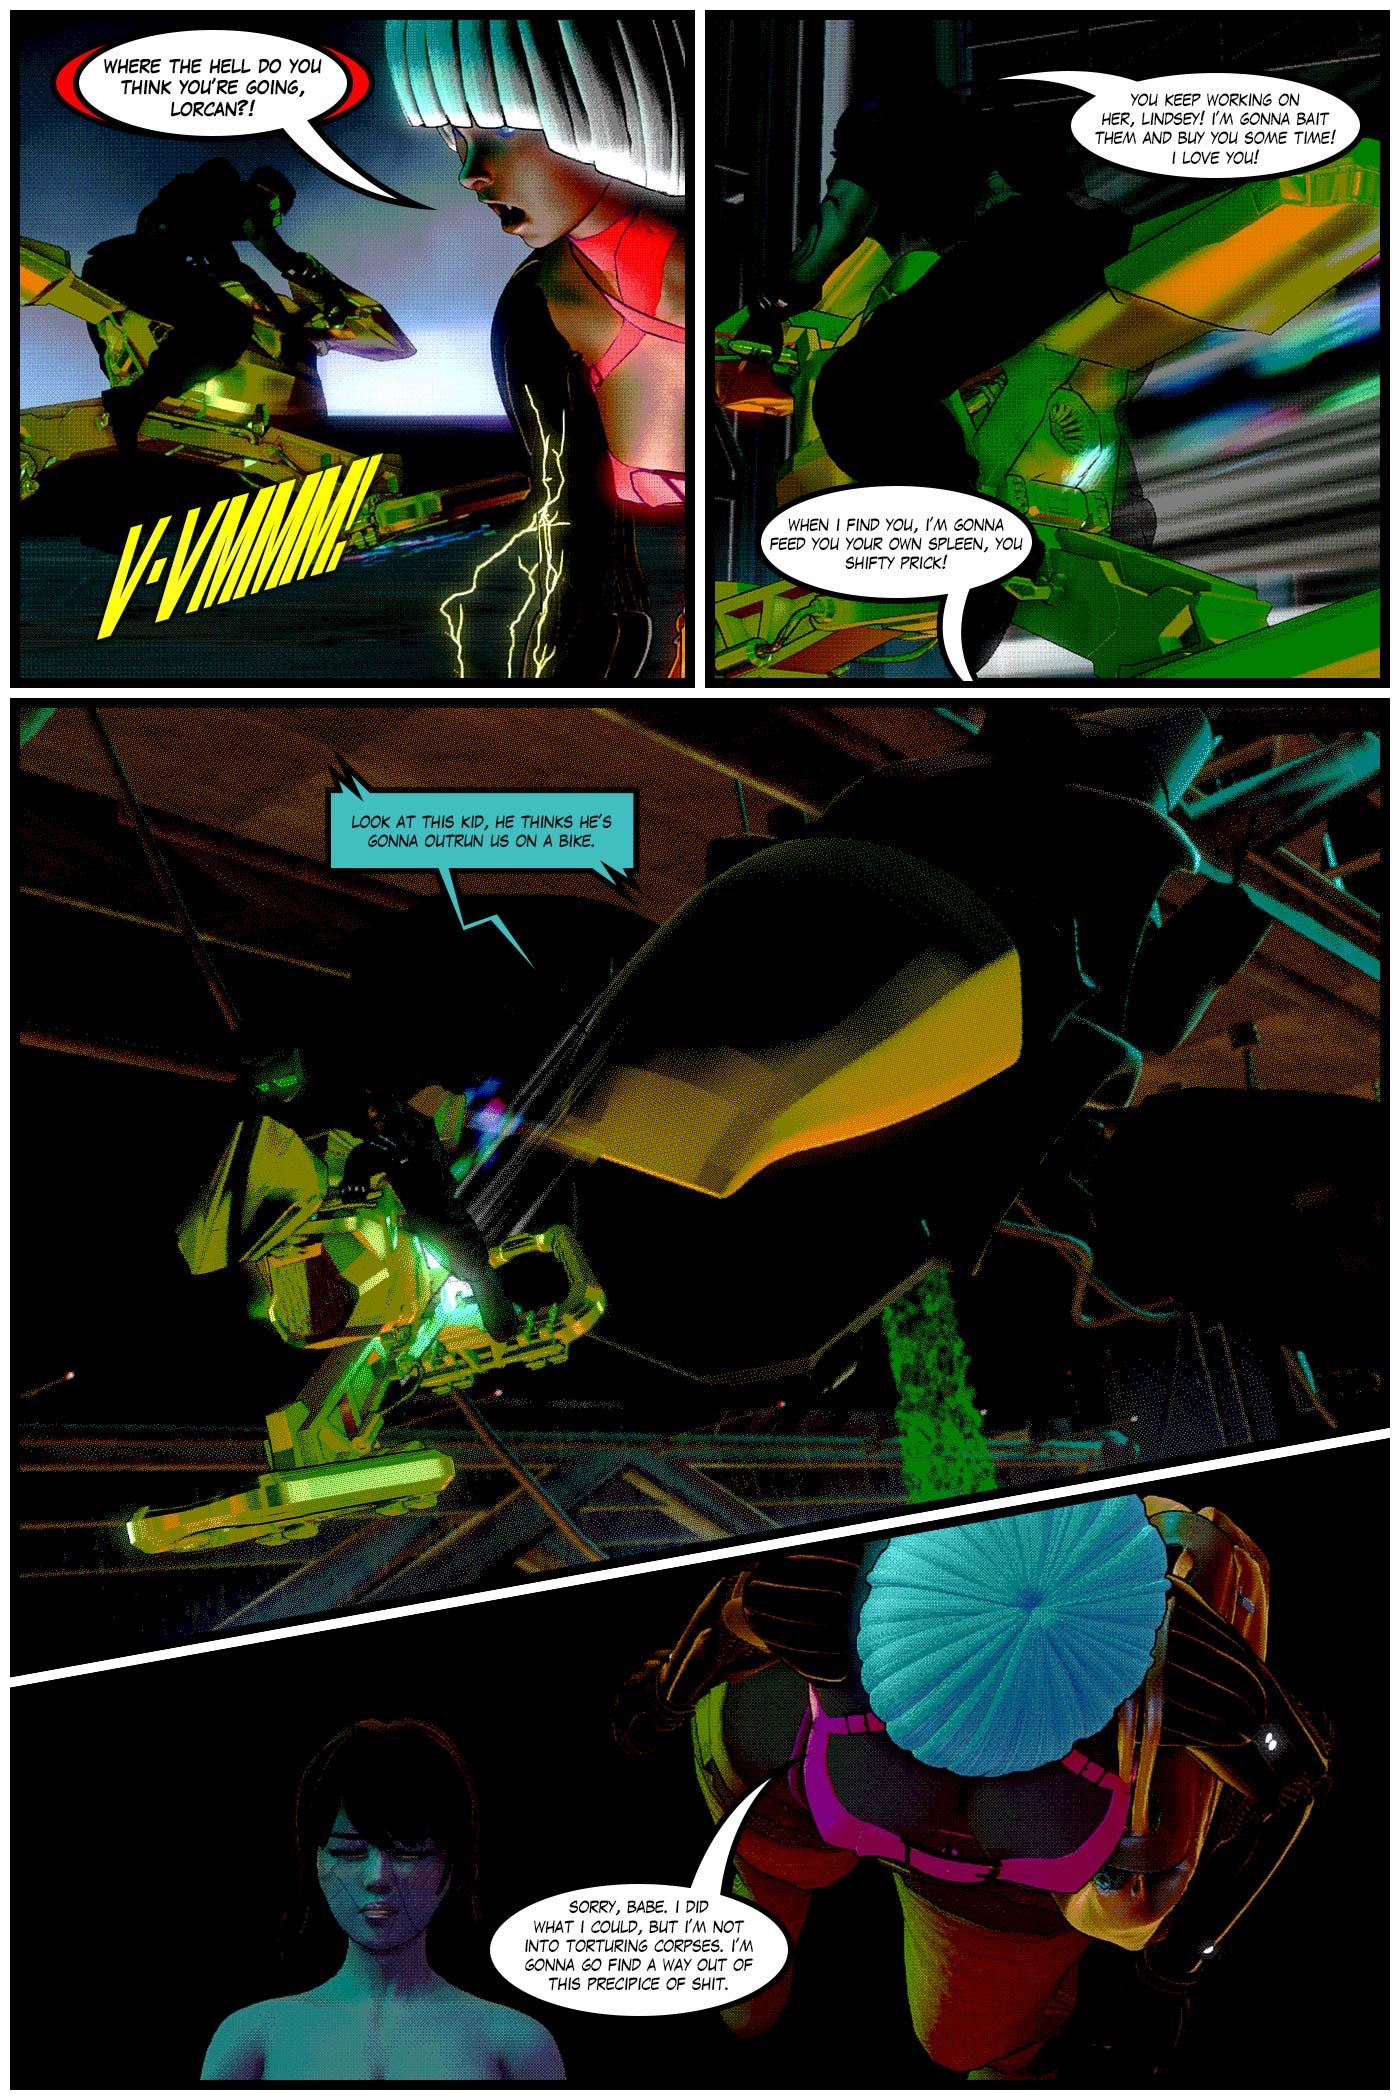 WHERE THE HELL DO YOU
THINK YOU'RE GOING,
LORCAN?!
V-VMMMM!
YOU KEEP WORKING ON
HER, LINDSEY! I'M GONNA BAIT
THEM AND BUY YOU SOME TIME!
I LOVE YOU!
WHEN I FIND YOU, I'M GONNA
FEED YOU YOUR OWN SPLEEN, YOU
SHIFTY PRICK!
LOOK AT THIS KID, HE THINKS HE'S
GONNA OUTRUN US ON A BIKE.
SORRY, BABE. I DID
WHAT I COULD, BUT I'M NOT
INTO TORTURING CORPSES. I'M
GONNA GO FIND A WAY OUT OF
THIS PRECIPICE OF SHIT.